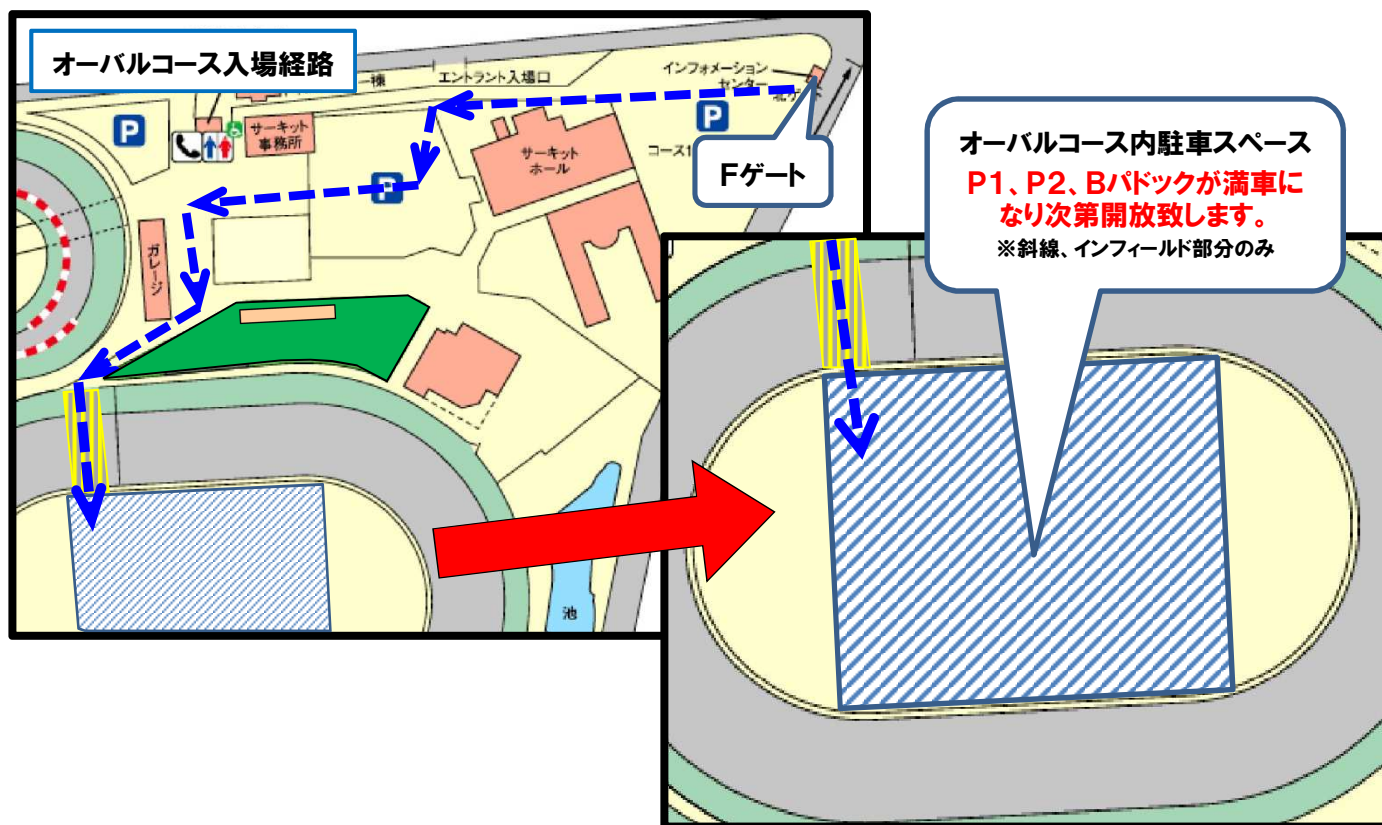 オーバルコース入場経路
棟
エントラント入場口
インフォメーション
センター
P
サーキット
事務所
サーキット
ホール
P
コース
Fゲート
P
ガレージ
池
オーバルコース内駐車スペース
P1、P2、Bパドックが満車に
なり次第開放致します。
※斜線、インフィールド部分のみ